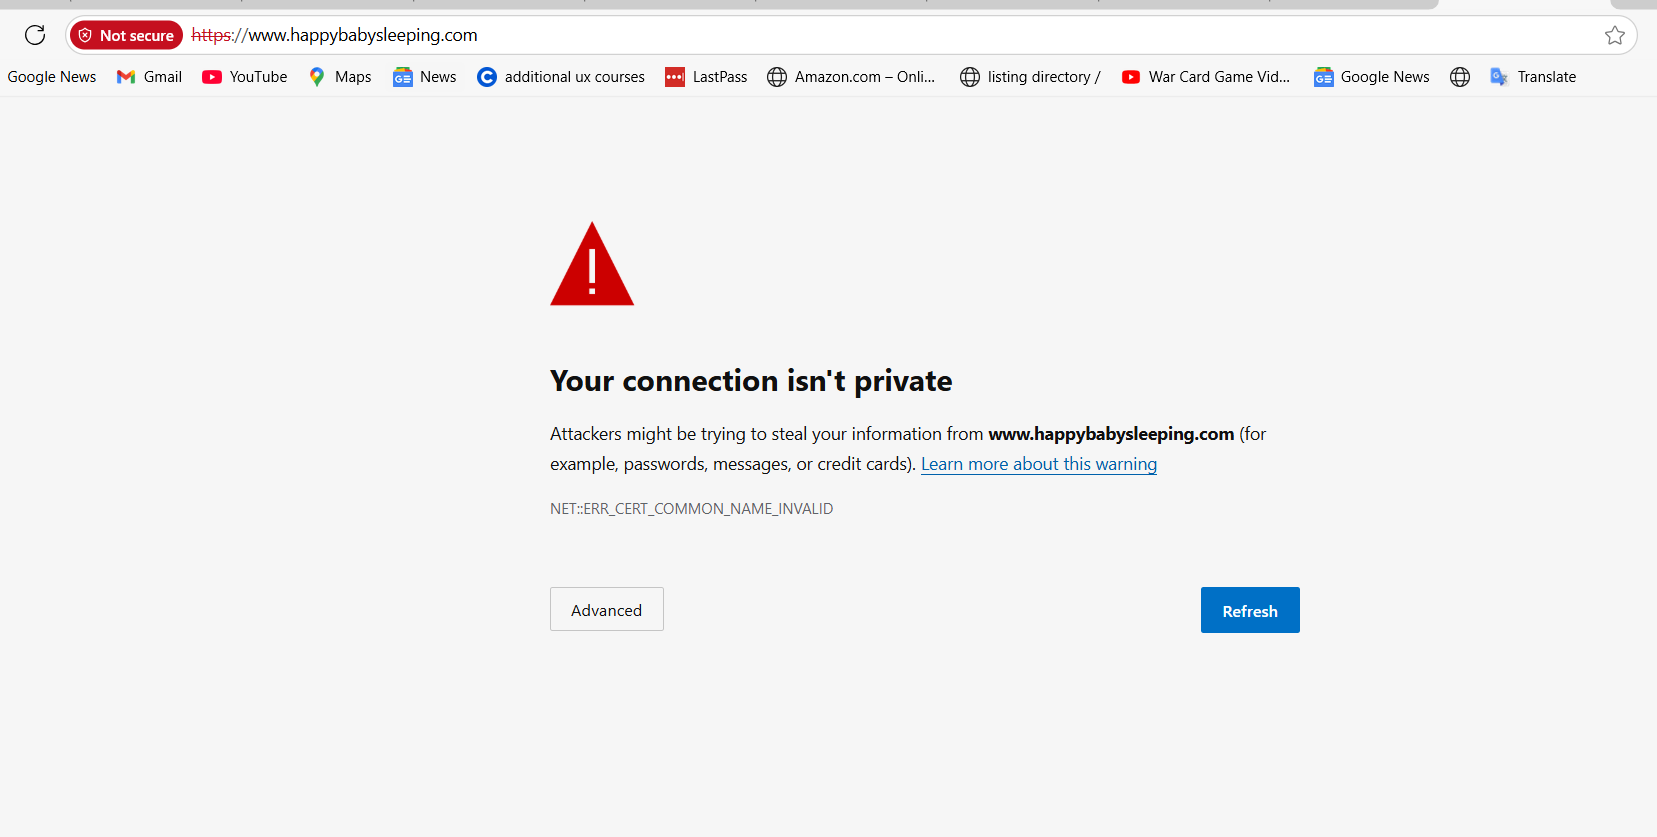 Not secure https://www.happybabysleeping.com
Google News Gmail YouTube Maps News additional ux courses LastPass Amazon.com – Onli... listing directory / War Card Game Vid... Google News Translate
!
Your connection isn't private
Attackers might be trying to steal your information from www.happybabysleeping.com (for
example, passwords, messages, or credit cards). Learn more about this warning
NET::ERR_CERT_COMMON_NAME_INVALID
Advanced Refresh